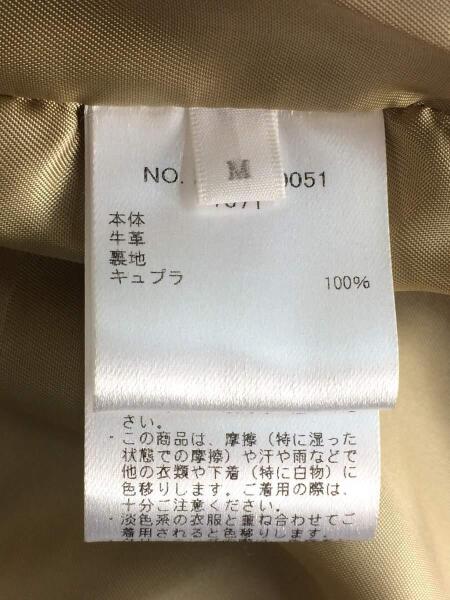 M
NO. 0051
本体
牛革
裏地
キュプラ 100%
さい。
・この商品は、摩擦(特に湿った
状態での摩擦)や汗や雨などで
他の衣類や下着(特に白物)に
色移りします。ご着用の際は、
十分ご注意ください。
・淡色系の衣服と重ね合わせてご
着用されると色移りします。